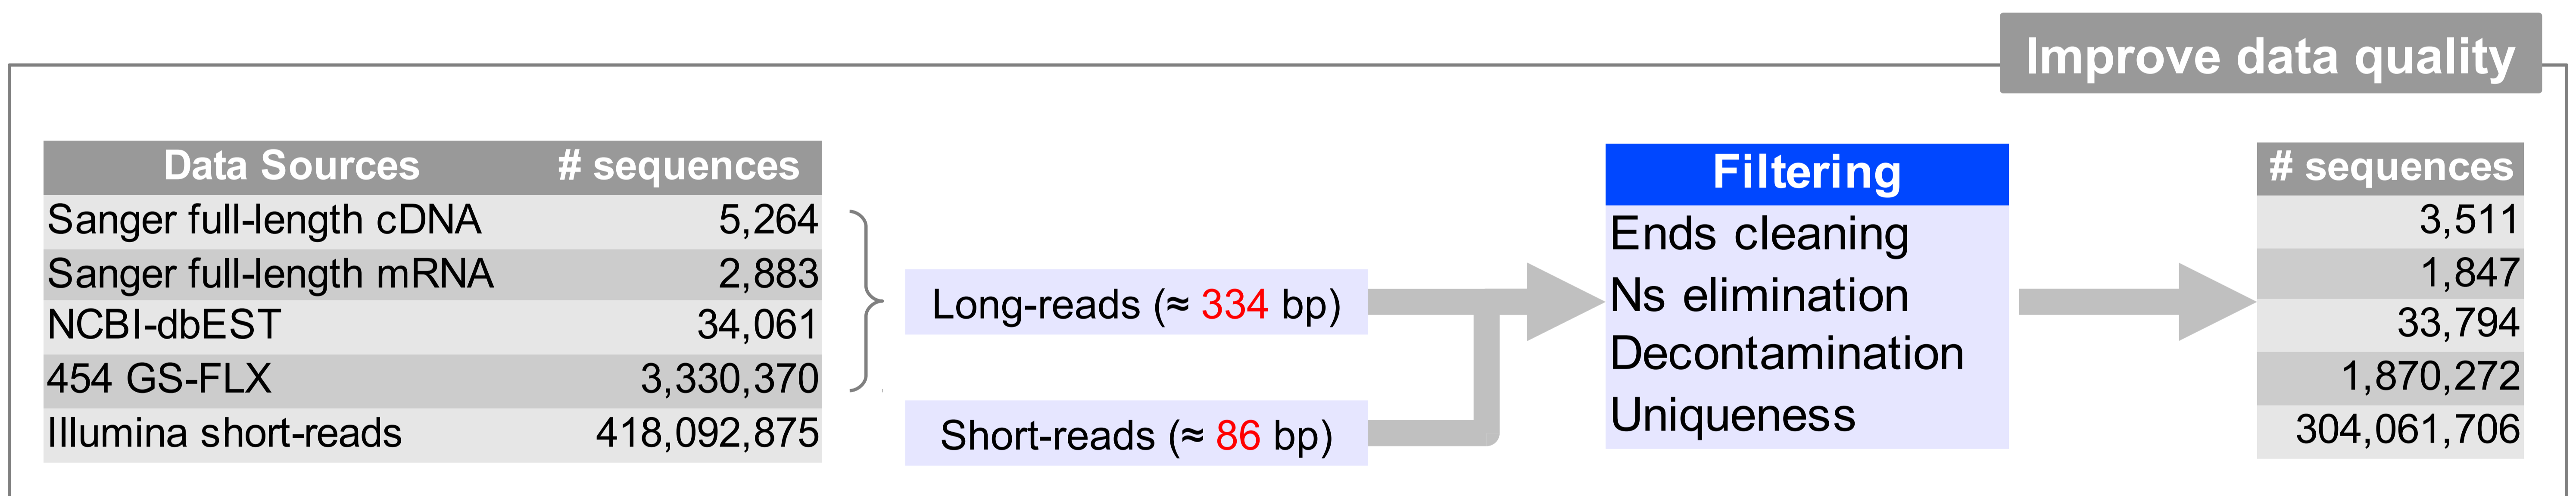 Improve data quality
Data Sources # sequences
Sanger full-length cDNA 5,264
Sanger full-length mRNA 2,883
NCBI-dbEST 34,061
454 GS-FLX 3,330,370
Illumina short-reads 418,092,875
Long-reads (≈ 334 bp)
Short-reads (≈ 86 bp)
Filtering
Ends cleaning
Ns elimination
Decontamination
Uniqueness
# sequences
3,511
1,847
33,794
1,870,272
304,061,706